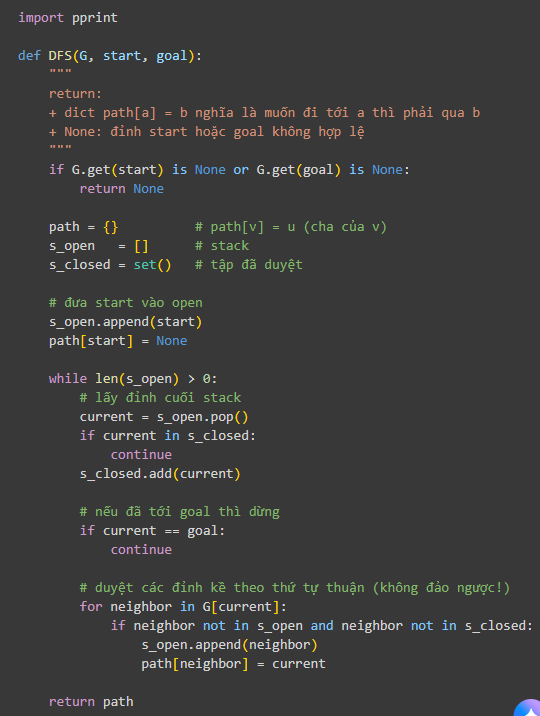 import pprint
def DFS(G, start, goal):
"""
return:
+ dict path[a] = b nghĩa là muốn đi tới a thì phải qua b
+ None: đỉnh start hoặc goal không hợp lệ
"""
if G.get(start) is None or G.get(goal) is None:
return None
path = {} # path[v] = u (cha của v)
s_open = [] # stack
s_closed = set() # tập đã duyệt
# đưa start vào open
s_open.append(start)
path[start] = None
while len(s_open) > 0:
# lấy đỉnh cuối stack
current = s_open.pop()
if current in s_closed:
continue
s_closed.add(current)
# nếu đã tới goal thì dừng
if current == goal:
continue
# duyệt các đỉnh kề theo thứ tự thuận (không đảo ngược!)
for neighbor in G[current]:
if neighbor not in s_open and neighbor not in s_closed:
s_open.append(neighbor)
path[neighbor] = current
return path